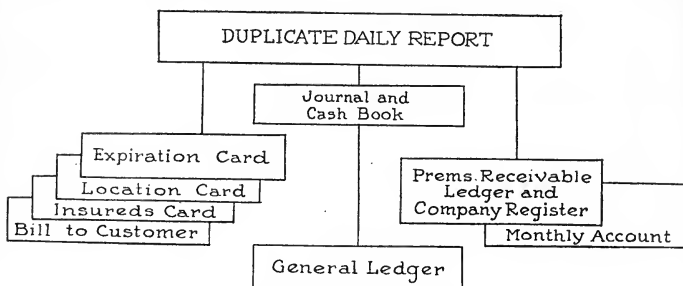 DUPLICATE DAILY REPORT
Journal and
Cash Book
Expiration Card
Location Card
Insureds Card
Bill to Customer
Prems. Receivable
Ledger and
Company Register
Monthly Account
General Ledger